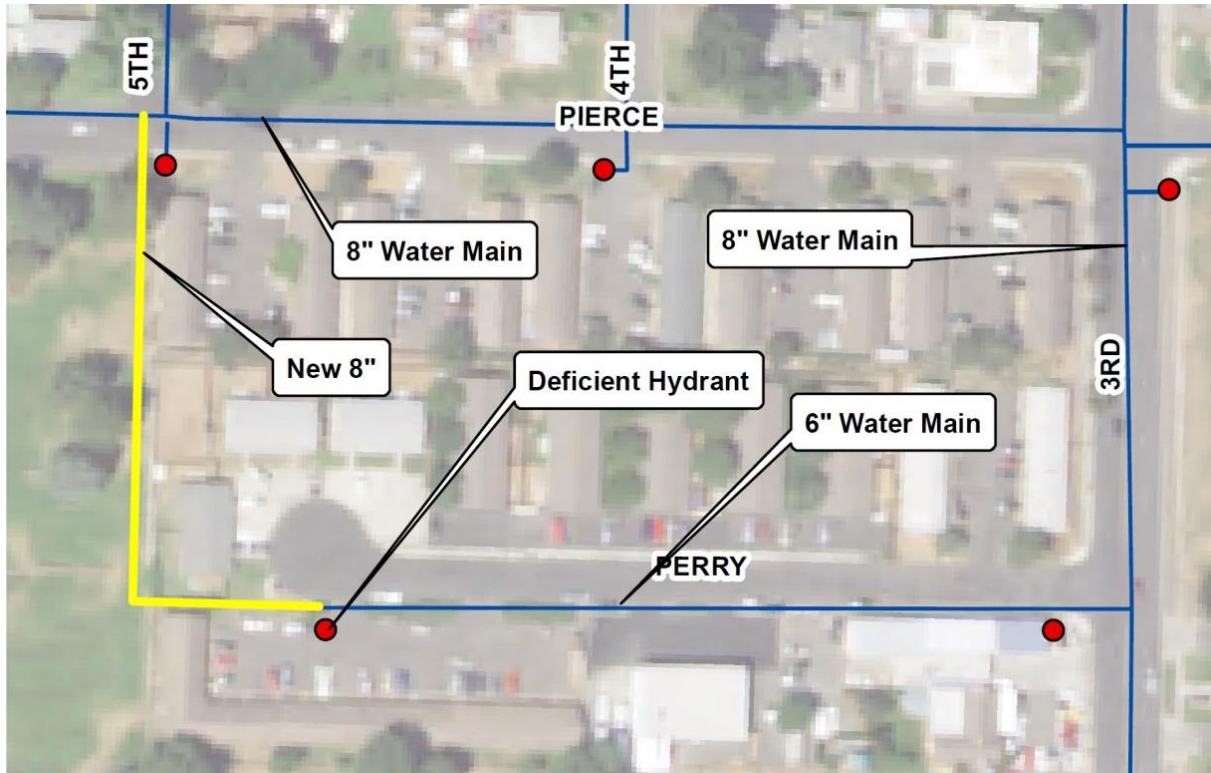 5TH
4TH
PIERCE
8" Water Main
8" Water Main
New 8"
Deficient Hydrant
3RD
6" Water Main
PERRY